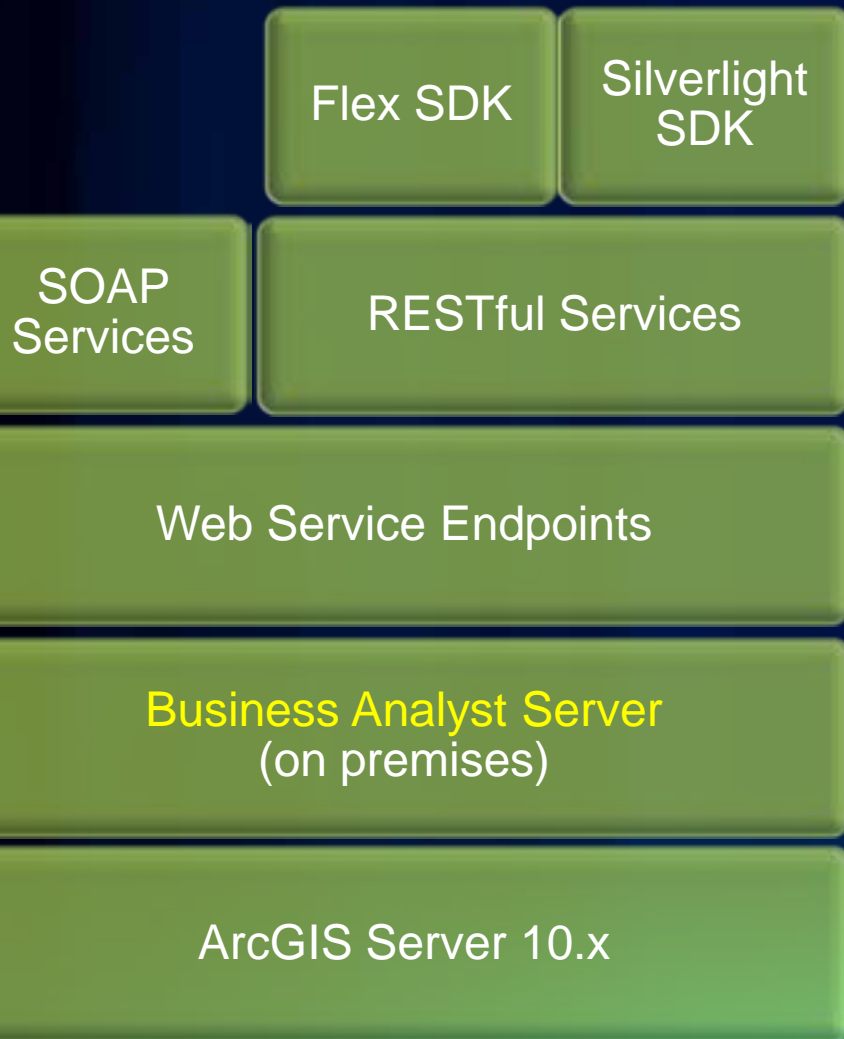 Flex SDK
Silverlight
SDK
SOAP
Services
RESTful Services
Web Service Endpoints
Business Analyst Server
(on premises)
ArcGIS Server 10.x